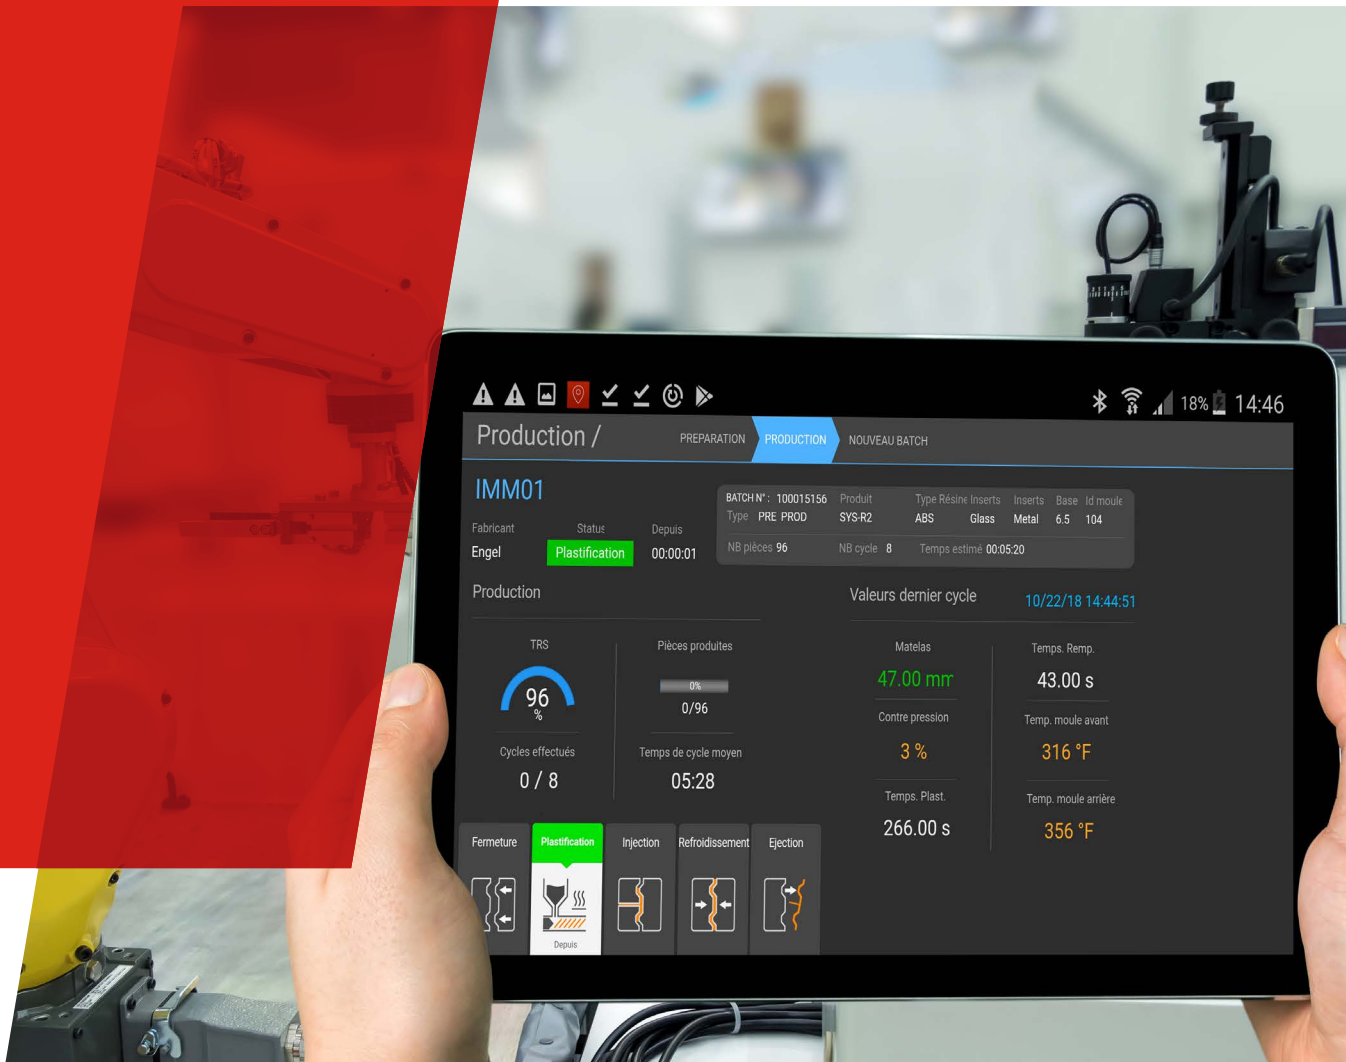 18% 14:46
Production / PREPARATION PRODUCTION NOUVEAU BATCH
IMM01
Fabricant Status Depuis
Engel Plastification 00:00:01
BATCH N° : 100015156 Produit Type Résine Inserts Inserts Base Id moule
Type PRE PROD SYS-R2 ABS Glass Metal 6.5 104
NB pièces 96 NB cycle 8 Temps estimé 00:05:20
Production
TRS Pièces produites
96
%
0%
0/96
Cycles effectués Temps de cycle moyen
0 / 8 05:28
Valeurs dernier cycle 10/22/18 14:44:51
Matelas Temps. Remp.
47.00 mm 43.00 s
Contre pression Temp. moule avant
3 % 316 °F
Temps. Plast. Temp. moule arrière
266.00 s 356 °F
Fermeture Plastification Injection Refroidissement Ejection
Depuis